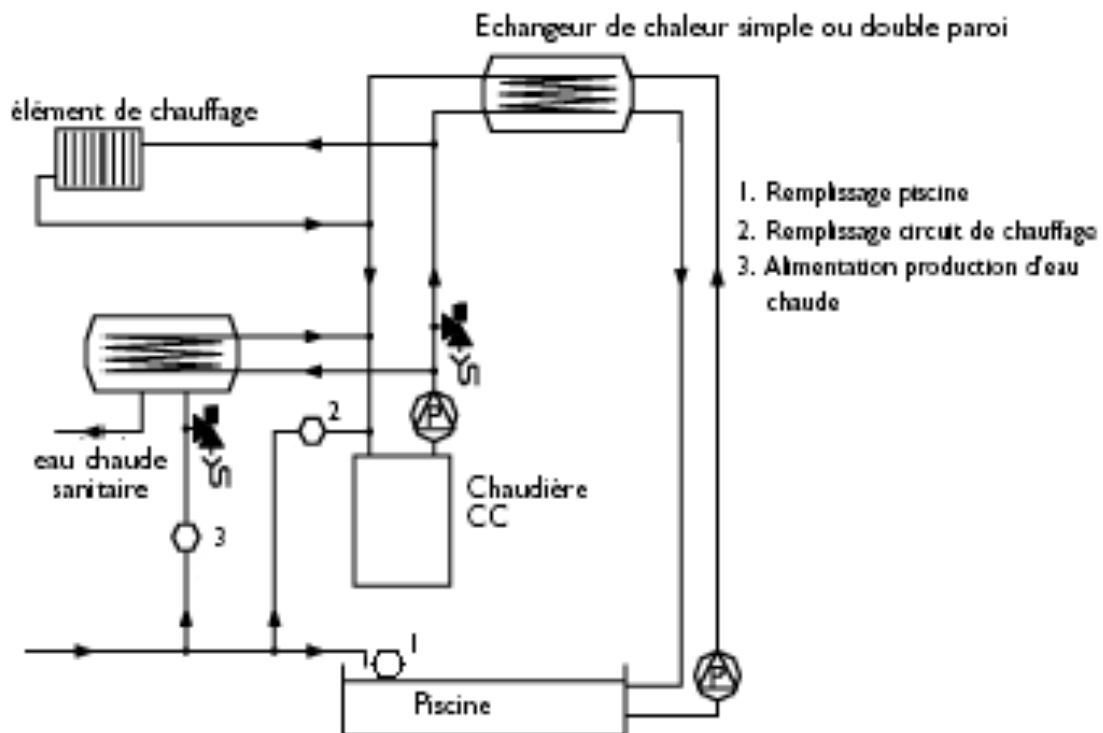 Echangeur de chaleur simple ou double paroi
élément de chauffage
1. Remplissage piscine
2. Remplissage circuit de chauffage
3. Alimentation production d'eau
chaude
2
P
eau chaude
sanitaire
Chaudière
CC
3
1
P
Piscine